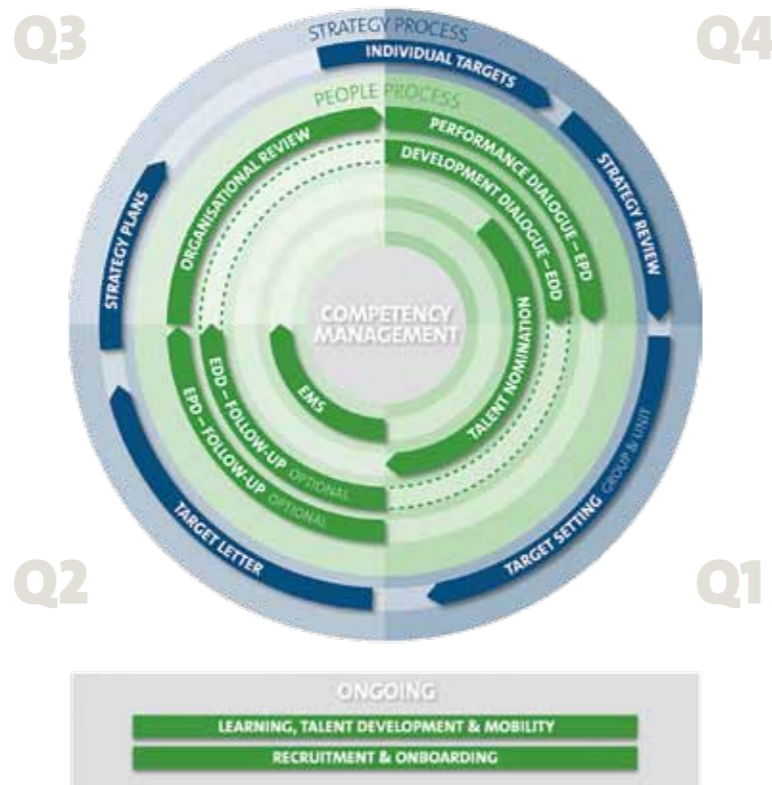 Q3
Q4
STRATEGY PROCESS
INDIVIDUAL TARGETS
PEOPLE PROCESS
ORGANISATIONAL REVIEW
PERFORMANCE DIALOGUE – EPD
DEVELOPMENT DIALOGUE – EDD
STRATEGY REVIEW
STRATEGY PLANS
COMPETENCY
MANAGEMENT
TALENT NOMINATION
EMS
EDD – FOLLOW-UP OPTIONAL
EPD – FOLLOW-UP OPTIONAL
TARGET LETTER
TARGET SETTING GROUP & UNIT
Q2
Q1
ONGOING
LEARNING, TALENT DEVELOPMENT & MOBILITY
RECRUITMENT & ONBOARDING